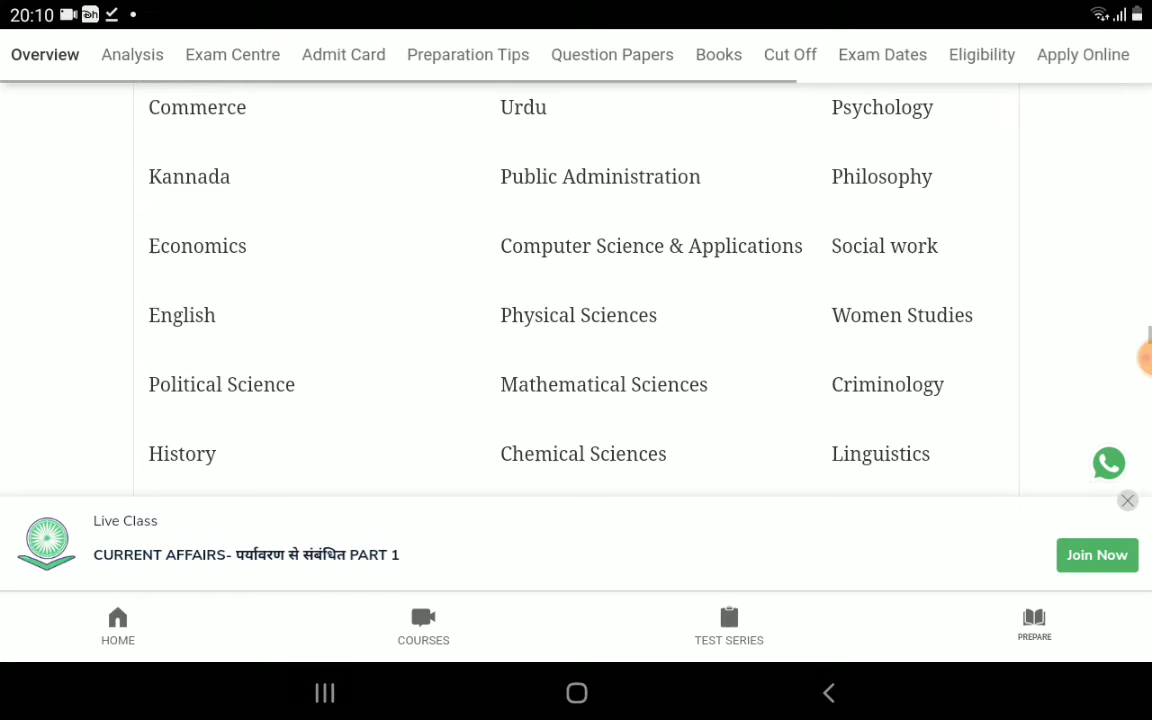 20:10
Overview Analysis Exam Centre Admit Card Preparation Tips Question Papers Books Cut Off Exam Dates Eligibility Apply Online
Commerce Urdu Psychology
Kannada Public Administration Philosophy
Economics Computer Science & Applications Social work
English Physical Sciences Women Studies
Political Science Mathematical Sciences Criminology
History Chemical Sciences Linguistics
Live Class
CURRENT AFFAIRS- पर्यावरण से संबंधित PART 1
Join Now
HOME COURSES TEST SERIES PREPARE